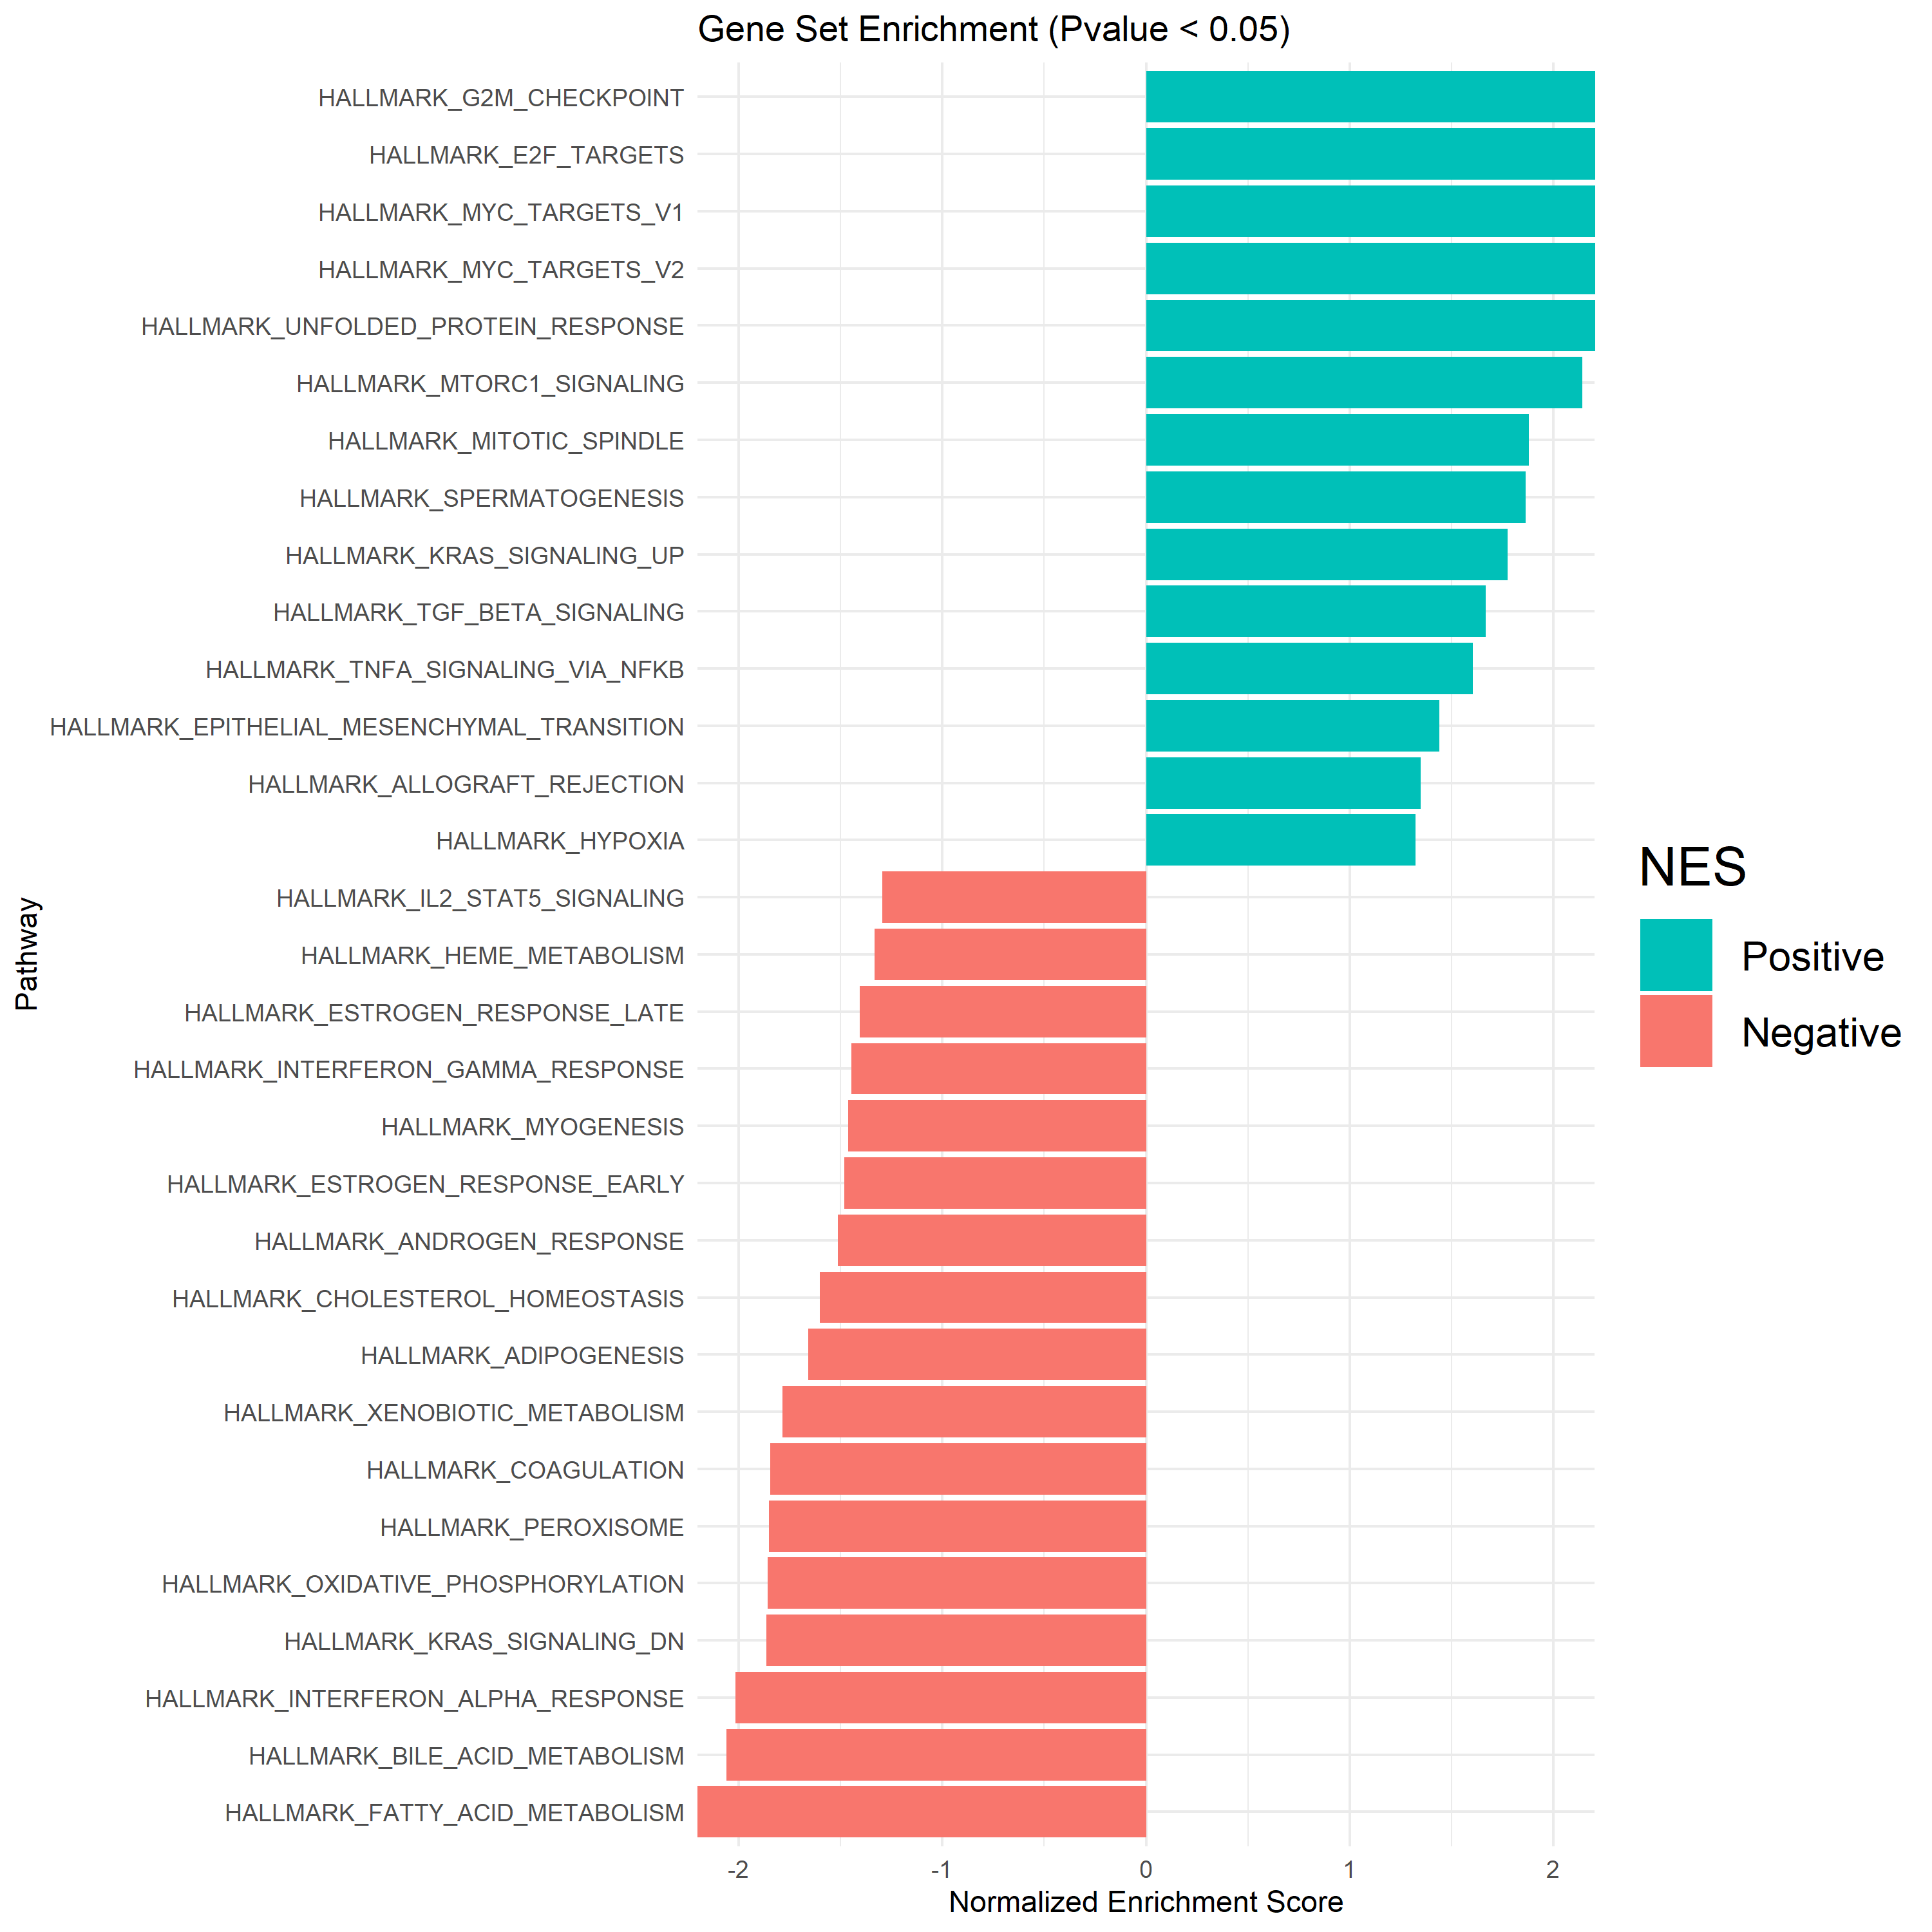 Gene Set Enrichment (Pvalue < 0.05)
HALLMARK_G2M_CHECKPOINT
HALLMARK_E2F_TARGETS
HALLMARK_MYC_TARGETS_V1
HALLMARK_MYC_TARGETS_V2
HALLMARK_UNFOLDED_PROTEIN_RESPONSE
HALLMARK_MTORC1_SIGNALING
HALLMARK_MITOTIC_SPINDLE
HALLMARK_SPERMATOGENESIS
HALLMARK_KRAS_SIGNALING_UP
HALLMARK_TGF_BETA_SIGNALING
HALLMARK_TNFA_SIGNALING_VIA_NFKB
HALLMARK_EPITHELIAL_MESENCHYMAL_TRANSITION
HALLMARK_ALLOGRAFT_REJECTION
HALLMARK_HYPOXIA
HALLMARK_IL2_STAT5_SIGNALING
HALLMARK_HEME_METABOLISM
HALLMARK_ESTROGEN_RESPONSE_LATE
HALLMARK_INTERFERON_GAMMA_RESPONSE
HALLMARK_MYOGENESIS
HALLMARK_ESTROGEN_RESPONSE_EARLY
HALLMARK_ANDROGEN_RESPONSE
HALLMARK_CHOLESTEROL_HOMEOSTASIS
HALLMARK_ADIPOGENESIS
HALLMARK_XENOBIOTIC_METABOLISM
HALLMARK_COAGULATION
HALLMARK_PEROXISOME
HALLMARK_OXIDATIVE_PHOSPHORYLATION
HALLMARK_KRAS_SIGNALING_DN
HALLMARK_INTERFERON_ALPHA_RESPONSE
HALLMARK_BILE_ACID_METABOLISM
HALLMARK_FATTY_ACID_METABOLISM
Pathway
-2 -1 0 1 2
Normalized Enrichment Score
NES
Positive
Negative